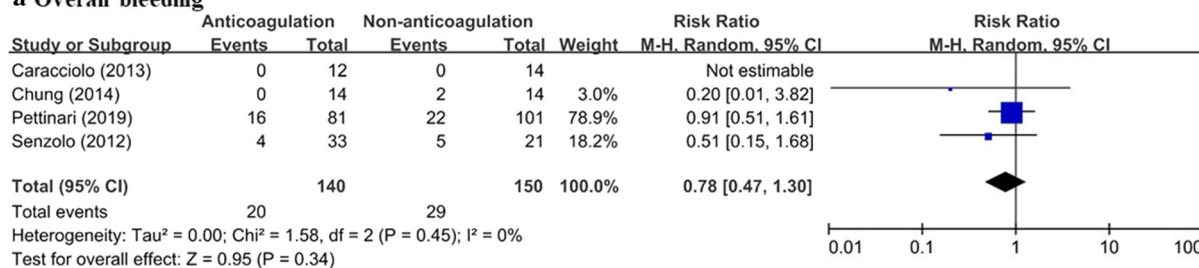 a Overall bleeding
Anticoagulation Non-anticoagulation Risk Ratio Risk Ratio
Study or Subgroup Events Total Events Total Weight M-H. Random. 95% CI M-H. Random. 95% CI
Caracciolo (2013) 0 12 0 14 Not estimable
Chung (2014) 0 14 2 14 3.0% 0.20 [0.01, 3.82]
Pettinari (2019) 16 81 22 101 78.9% 0.91 [0.51, 1.61]
Senzolo (2012) 4 33 5 21 18.2% 0.51 [0.15, 1.68]
Total (95% CI) 140 150 100.0% 0.78 [0.47, 1.30]
Total events 20 29
Heterogeneity: Tau² = 0.00; Chi² = 1.58, df = 2 (P = 0.45); I² = 0%
Test for overall effect: Z = 0.95 (P = 0.34)
0.01 0.1 1 10 100